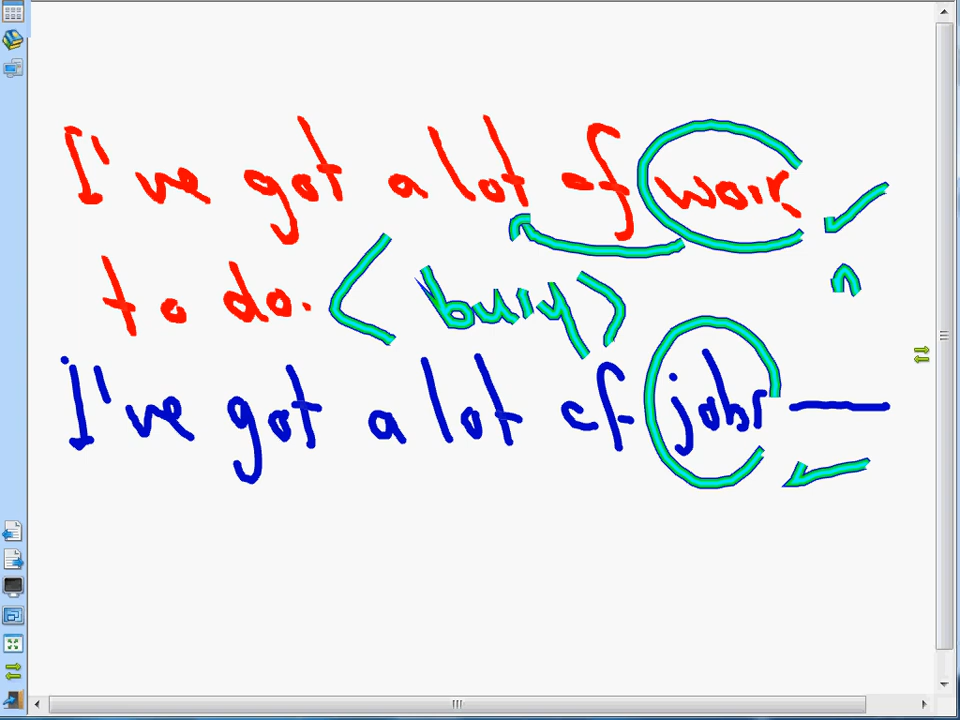 I've got a lot of work
to do. (busy) n
I've got a lot of jobs —